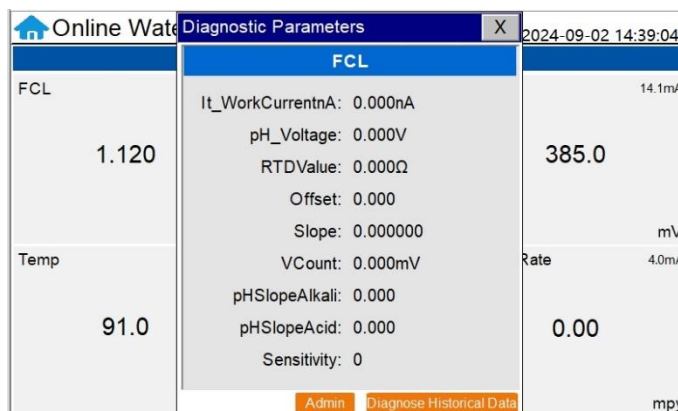 Online Wate
2024-09-02 14:39:04
Diagnostic Parameters X
FCL
It_WorkCurrentnA: 0.000nA
pH_Voltage: 0.000V
RTDValue: 0.000Ω
Offset: 0.000
Slope: 0.000000
VCount: 0.000mV
pHSlopeAlkali: 0.000
pHSlopeAcid: 0.000
Sensitivity: 0
Admin
Diagnose Historical Data
FCL
1.120
14.1mA
385.0
mV
Temp
91.0
Rate
4.0mA
0.00
mpy